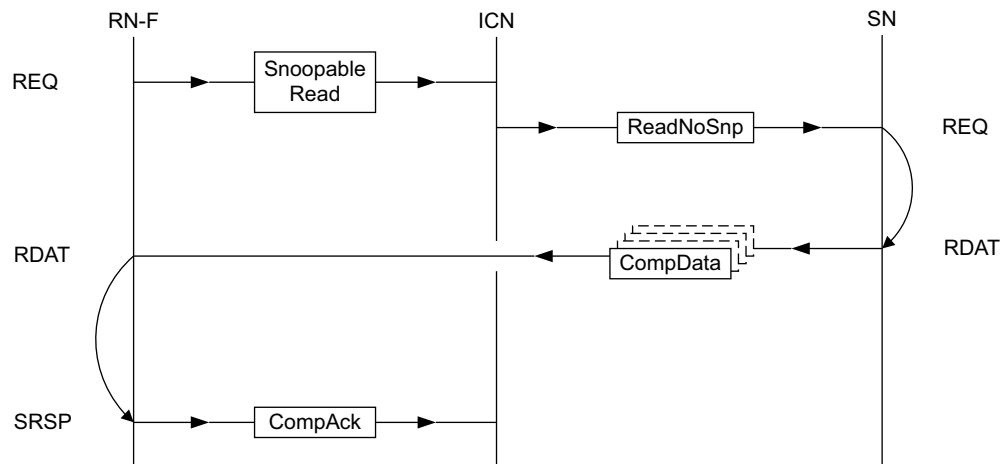 RN-F
ICN
SN
REQ
Snoopable
Read
ReadNoSnp
REQ
RDAT
CompData
RDAT
SRSP
CompAck